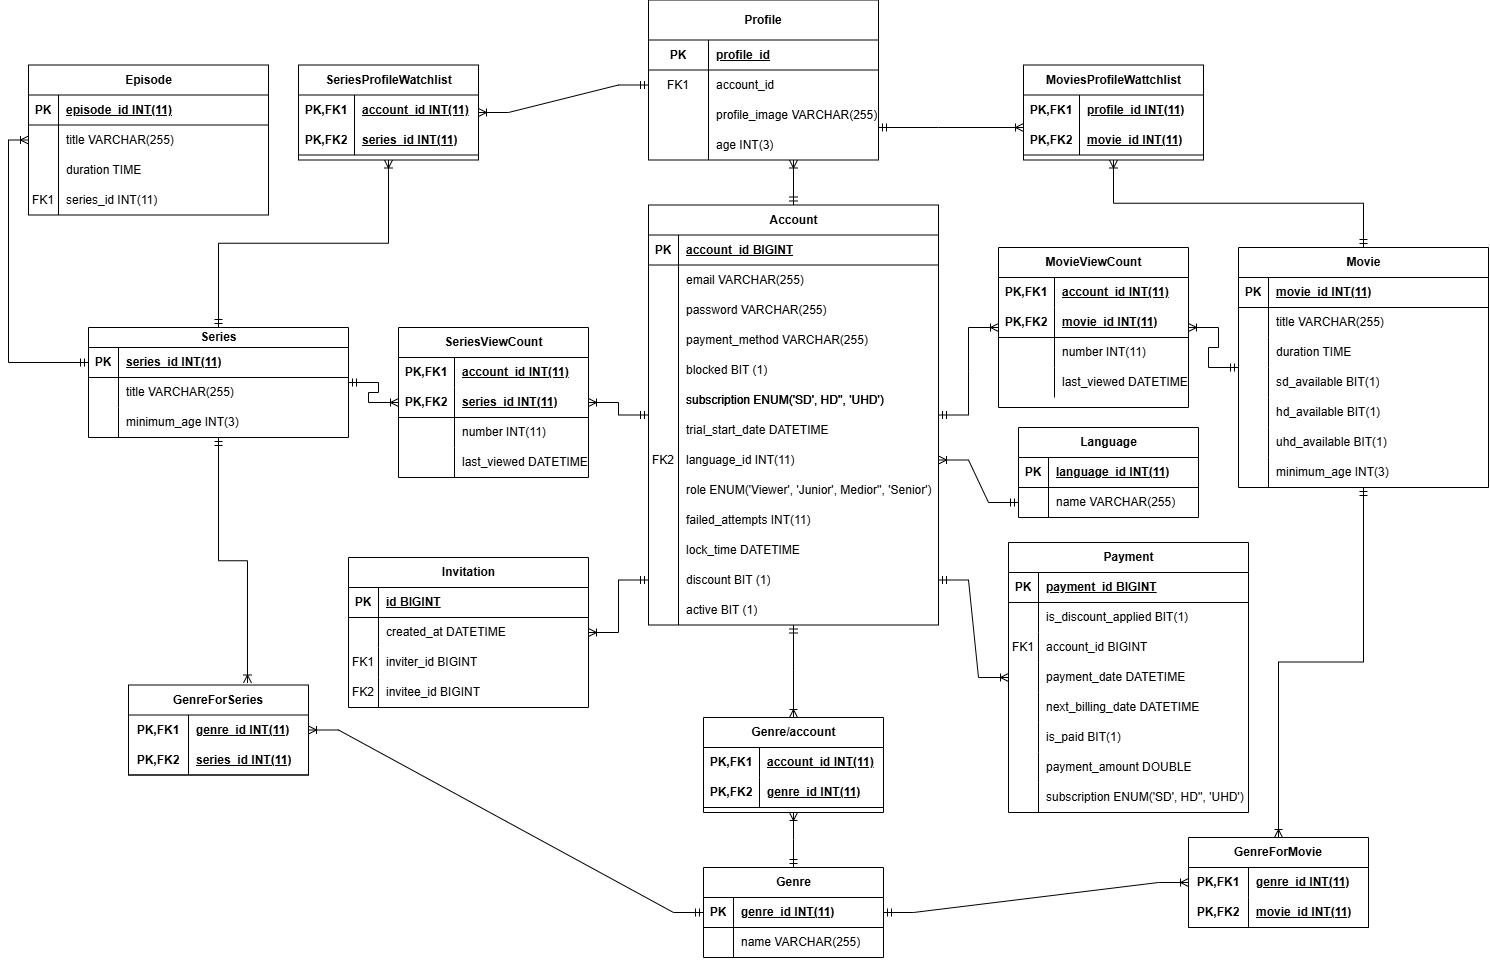 Profile
PK profile_id
FK1 account_id
profile_image VARCHAR(255)
age INT(3)
Episode
PK episode_id INT(11)
title VARCHAR(255)
duration TIME
FK1 series_id INT(11)
SeriesProfileWatchlist
PK,FK1 account_id INT(11)
PK,FK2 series_id INT(11)
MoviesProfileWattchlist
PK,FK1 profile_id INT(11)
PK,FK2 movie_id INT(11)
Account
PK account_id BIGINT
email VARCHAR(255)
password VARCHAR(255)
payment_method VARCHAR(255)
blocked BIT (1)
subscription ENUM('SD', HD", 'UHD')
trial_start_date DATETIME
FK2 language_id INT(11)
role ENUM('Viewer', 'Junior', Medior", 'Senior')
failed_attempts INT(11)
lock_time DATETIME
discount BIT (1)
active BIT (1)
MovieViewCount
PK,FK1 account_id INT(11)
PK,FK2 movie_id INT(11)
number INT(11)
last_viewed DATETIME
Movie
PK movie_id INT(11)
title VARCHAR(255)
duration TIME
sd_available BIT(1)
hd_available BIT(1)
uhd_available BIT(1)
minimum_age INT(3)
Series
PK series_id INT(11)
title VARCHAR(255)
minimum_age INT(3)
SeriesViewCount
PK,FK1 account_id INT(11)
PK,FK2 series_id INT(11)
number INT(11)
last_viewed DATETIME
Language
PK language_id INT(11)
name VARCHAR(255)
Invitation
PK id BIGINT
created_at DATETIME
FK1 inviter_id BIGINT
FK2 invitee_id BIGINT
Payment
PK payment_id BIGINT
is_discount_applied BIT(1)
FK1 account_id BIGINT
payment_date DATETIME
next_billing_date DATETIME
is_paid BIT(1)
payment_amount DOUBLE
subscription ENUM('SD', HD", 'UHD')
GenreForSeries
PK,FK1 genre_id INT(11)
PK,FK2 series_id INT(11)
Genre/account
PK,FK1 account_id INT(11)
PK,FK2 genre_id INT(11)
Genre
PK genre_id INT(11)
name VARCHAR(255)
GenreForMovie
PK,FK1 genre_id INT(11)
PK,FK2 movie_id INT(11)